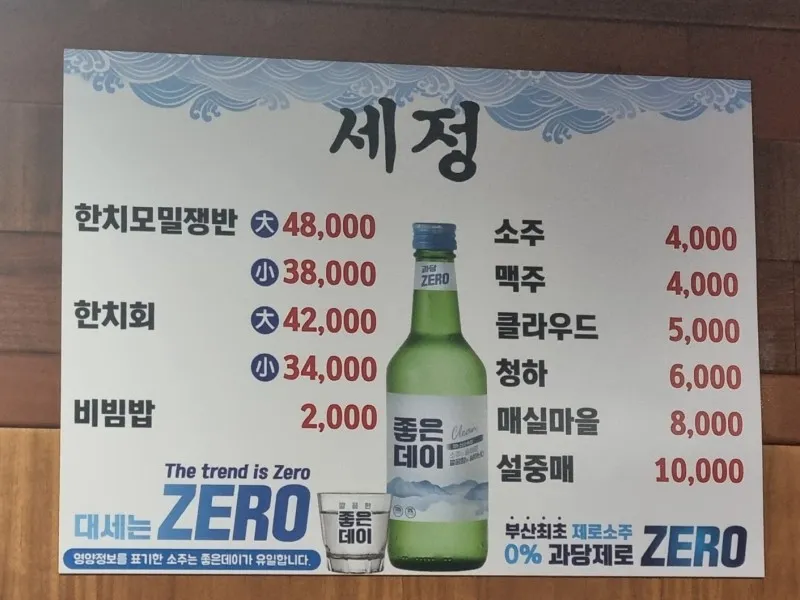 세정
한치모밀쟁반 大 48,000
小 38,000
한치회 大 42,000
小 34,000
비빔밥 2,000
소주 4,000
맥주 4,000
클라우드 5,000
청하 6,000
매실마을 8,000
설중매 10,000
과당
ZERO
좋은
데이
Clean
The trend is Zero
대세는 ZERO
영양정보를 표기한 소주는 좋은데이가 유일합니다.
깔끔한
좋은
데이
부산최초 제로소주
0% 과당제로 ZERO